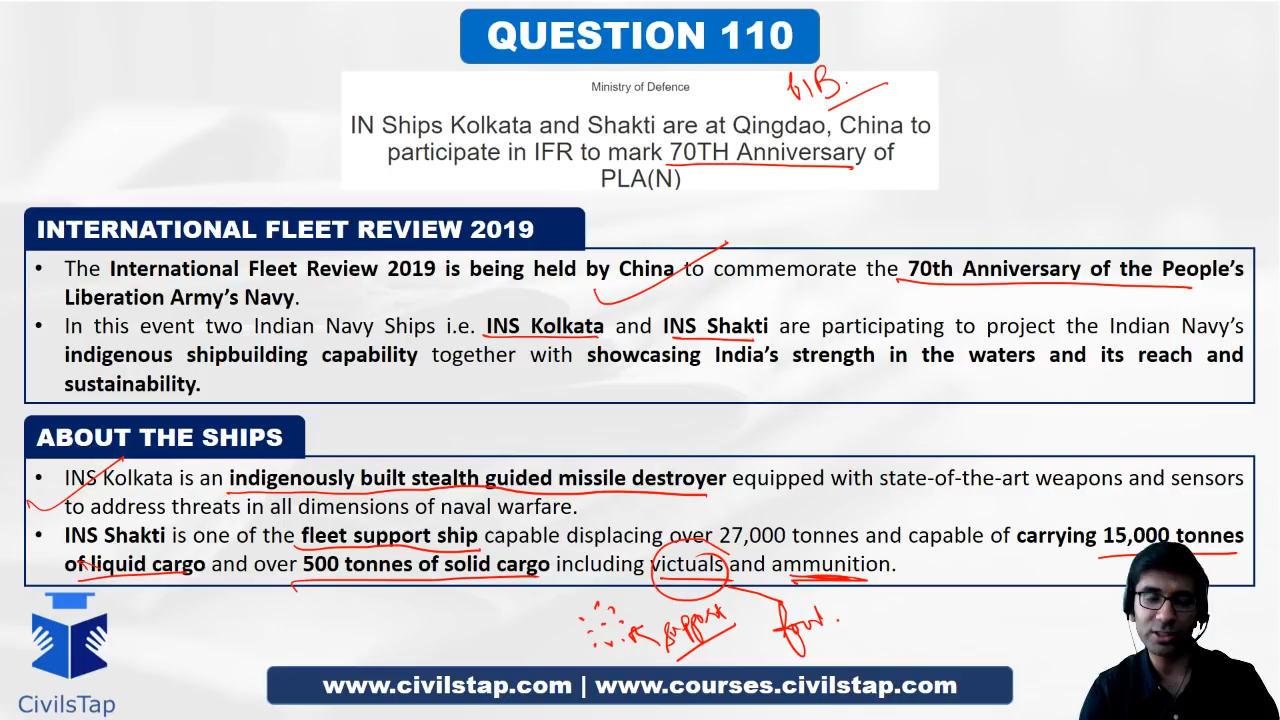 QUESTION 110
Ministry of Defence
PIB.
IN Ships Kolkata and Shakti are at Qingdao, China to
participate in IFR to mark 70TH Anniversary of
PLA(N)
INTERNATIONAL FLEET REVIEW 2019
• The International Fleet Review 2019 is being held by China to commemorate the 70th Anniversary of the People’s
Liberation Army’s Navy.
• In this event two Indian Navy Ships i.e. INS Kolkata and INS Shakti are participating to project the Indian Navy’s
indigenous shipbuilding capability together with showcasing India’s strength in the waters and its reach and
sustainability.
ABOUT THE SHIPS
• INS Kolkata is an indigenously built stealth guided missile destroyer equipped with state-of-the-art weapons and sensors
to address threats in all dimensions of naval warfare.
• INS Shakti is one of the fleet support ship capable displacing over 27,000 tonnes and capable of carrying 15,000 tonnes
of liquid cargo and over 500 tonnes of solid cargo including victuals and ammunition.
support
food.
CivilsTap
www.civilstap.com | www.courses.civilstap.com